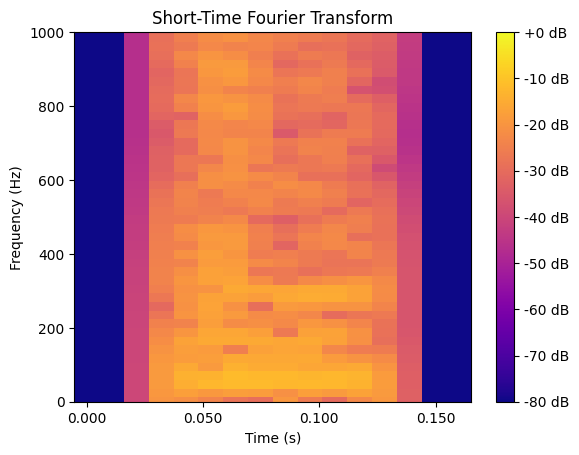 Short-Time Fourier Transform
1000
800
600
400
200
0
Frequency (Hz)
0.000
0.050
0.100
0.150
Time (s)
+0 dB
-10 dB
-20 dB
-30 dB
-40 dB
-50 dB
-60 dB
-70 dB
-80 dB